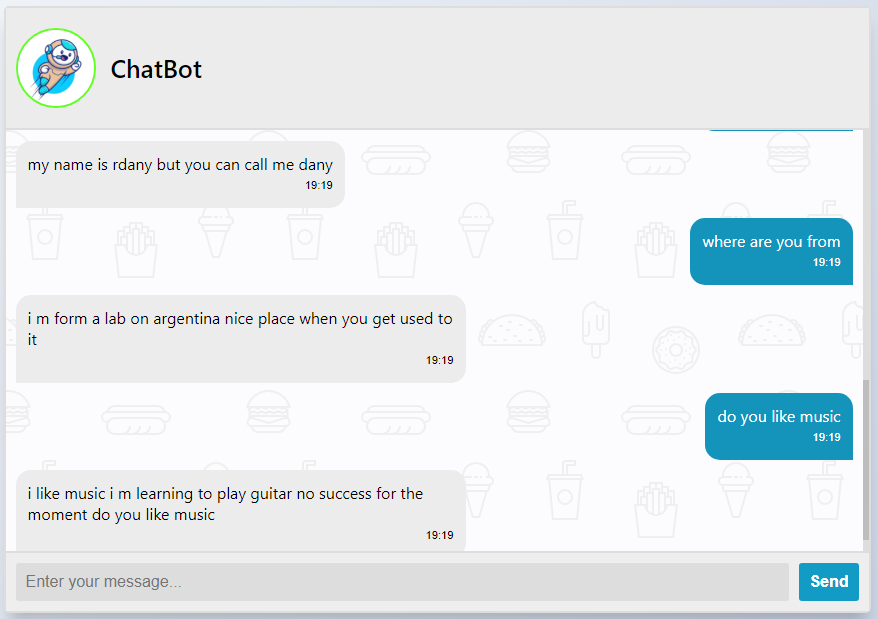 ChatBot
my name is rdany but you can call me dany
19:19
where are you from
19:19
i m form a lab on argentina nice place when you get used to
it
19:19
do you like music
19:19
i like music i m learning to play guitar no success for the
moment do you like music
19:19
Enter your message...
Send